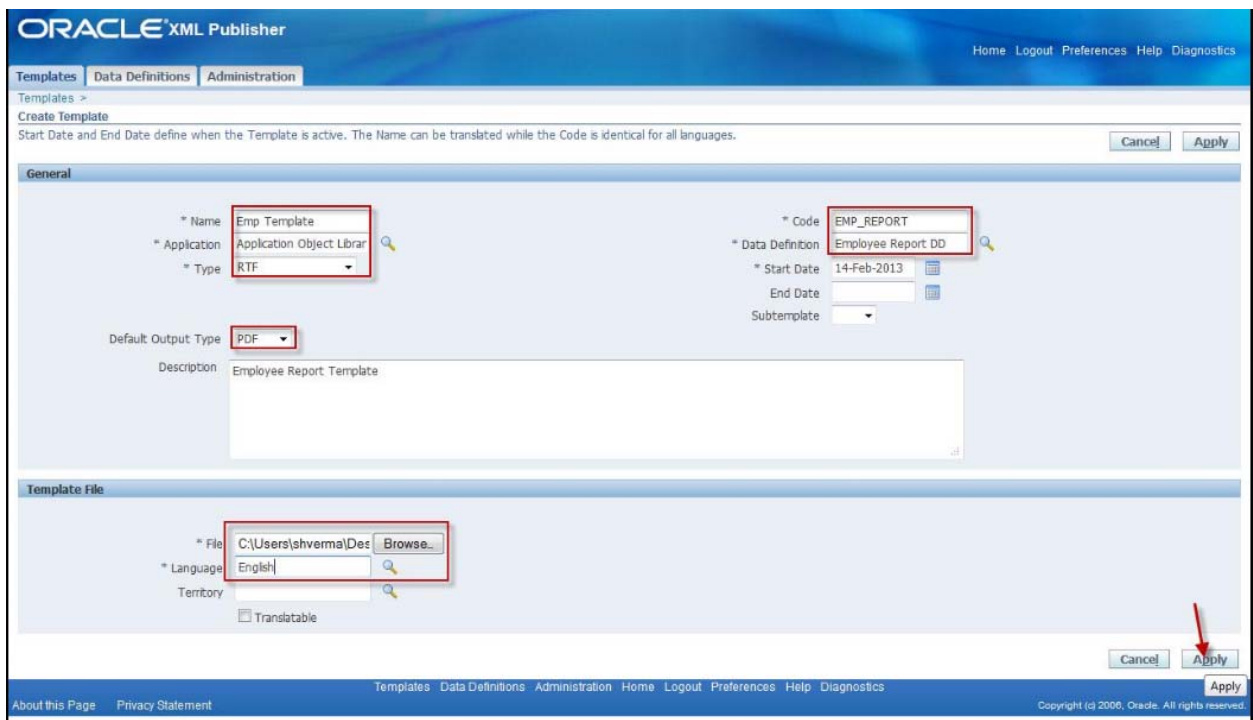 ORACLE XML Publisher
Home Logout Preferences Help Diagnostics
Templates Data Definitions Administration
Templates >
Create Template
Start Date and End Date define when the Template is active. The Name can be translated while the Code is identical for all languages.
Cancel Apply
General
* Name Emp Template
* Code EMP_REPORT
* Application Application Object Librar
* Data Definition Employee Report DD
* Type RTF
* Start Date 14-Feb-2013
End Date
Subtemplate
Default Output Type PDF
Description Employee Report Template
Template File
* File C:\Users\shverma\Des Browse..
* Language English
Territory
Translatable
Cancel Apply
Apply
Templates Data Definitions Administration Home Logout Preferences Help Diagnostics
About this Page Privacy Statement
Copyright (c) 2006, Oracle. All rights reserved.